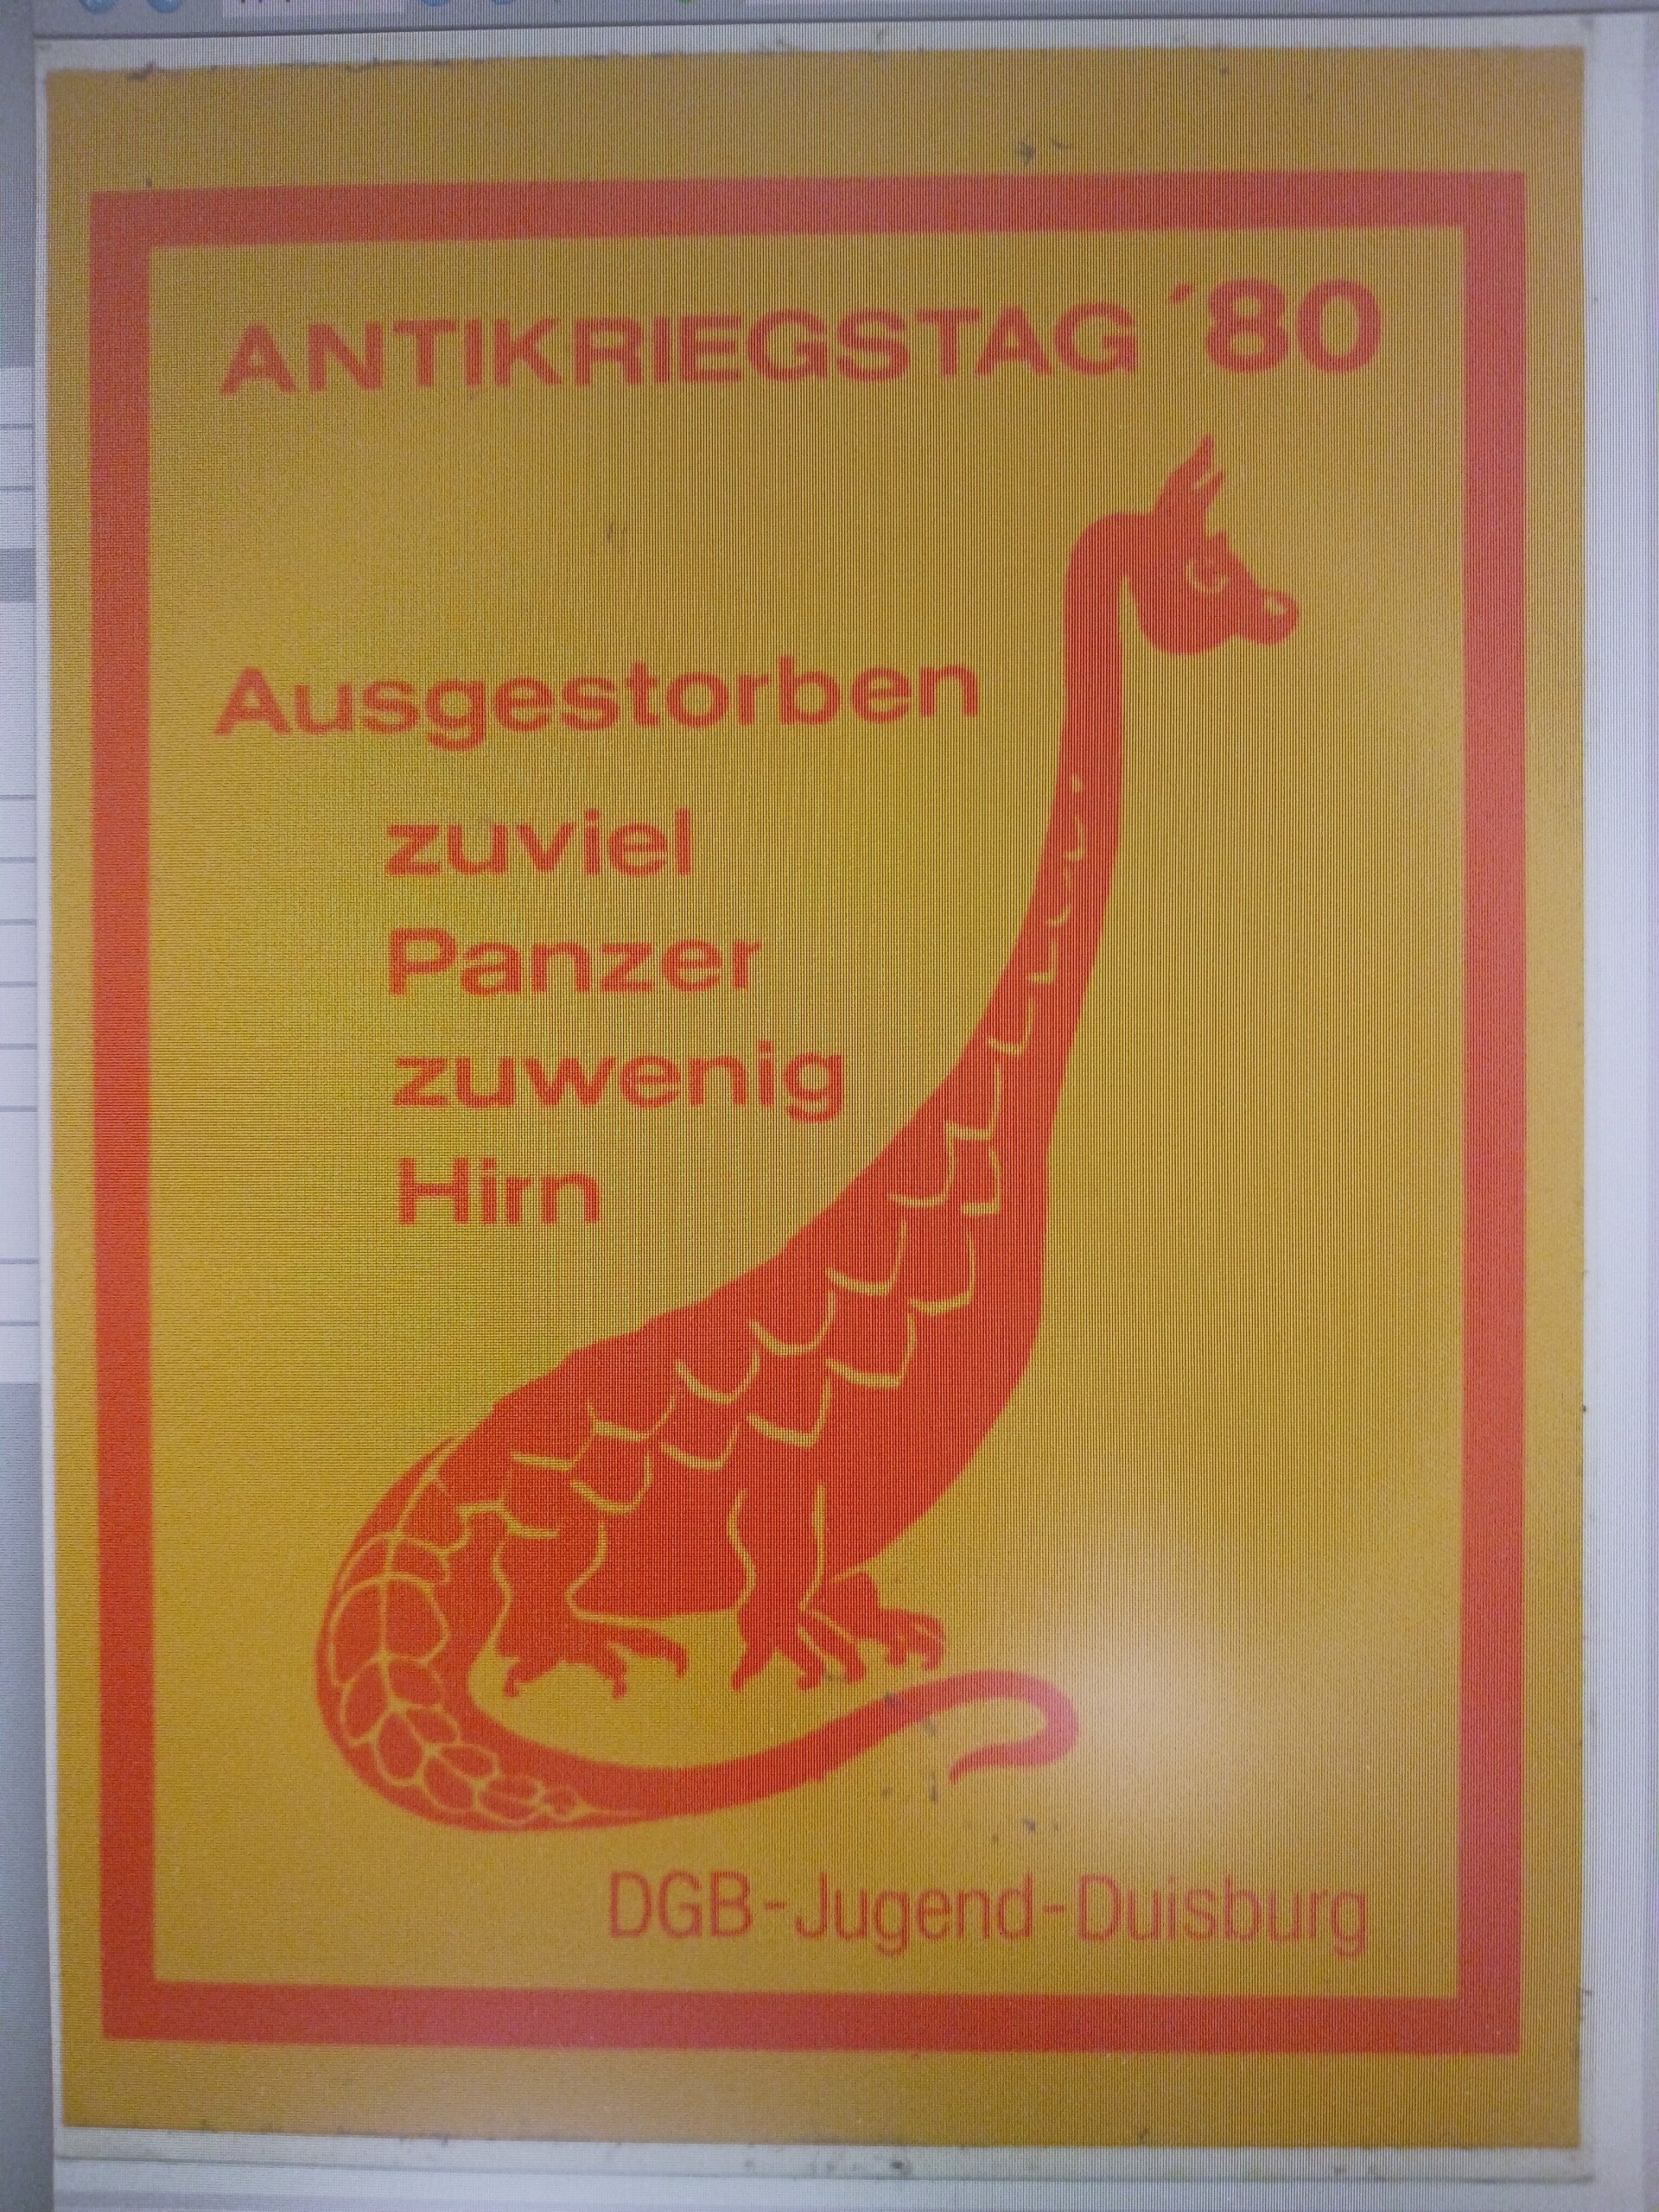 ANTIKRIEGSTAG ´80
Ausgestorben
zuviel
Panzer
zuwenig
Hirn
DGB-Jugend-Duisburg